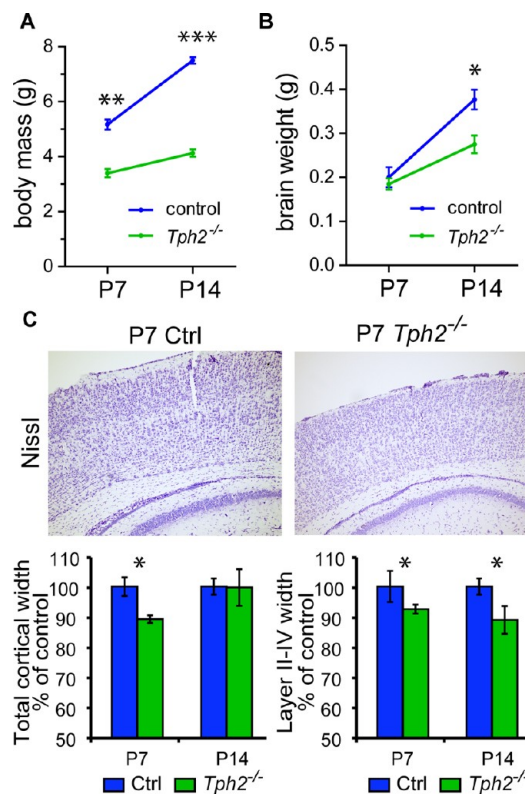 A
body mass (g)
8
6
4
2
0
**
***
control
Tph2-/-
P7
P14
B
brain weight (g)
0.5
0.4
0.3
0.2
0.1
0.0
*
control
Tph2-/-
P7
P14
C
P7 Ctrl
P7 Tph2-/-
Nissl
Total cortical width
% of control
110
100
90
80
70
60
50
*
P7
P14
Ctrl
Tph2-/-
Layer II-IV width
% of control
110
100
90
80
70
60
50
*
*
P7
P14
Ctrl
Tph2-/-